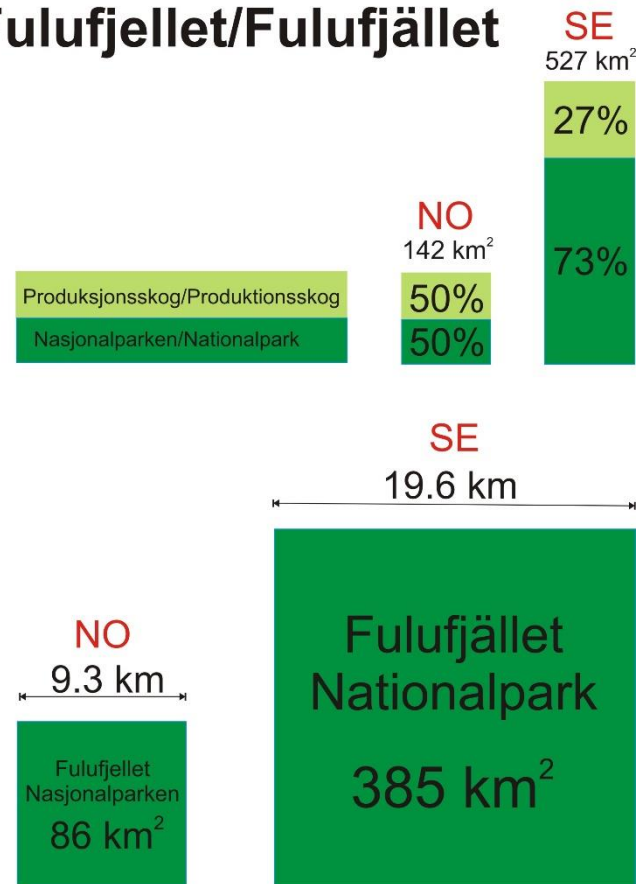 Fulufjellet/Fulufjället
SE
527 km²
27%
73%
NO
142 km²
50%
50%
Produksjonsskog/Produktionsskog
Nasjonalparken/Nationalpark
SE
19.6 km
Fulufjället
Nationalpark
385 km²
NO
9.3 km
Fulufjellet
Nasjonalparken
86 km²